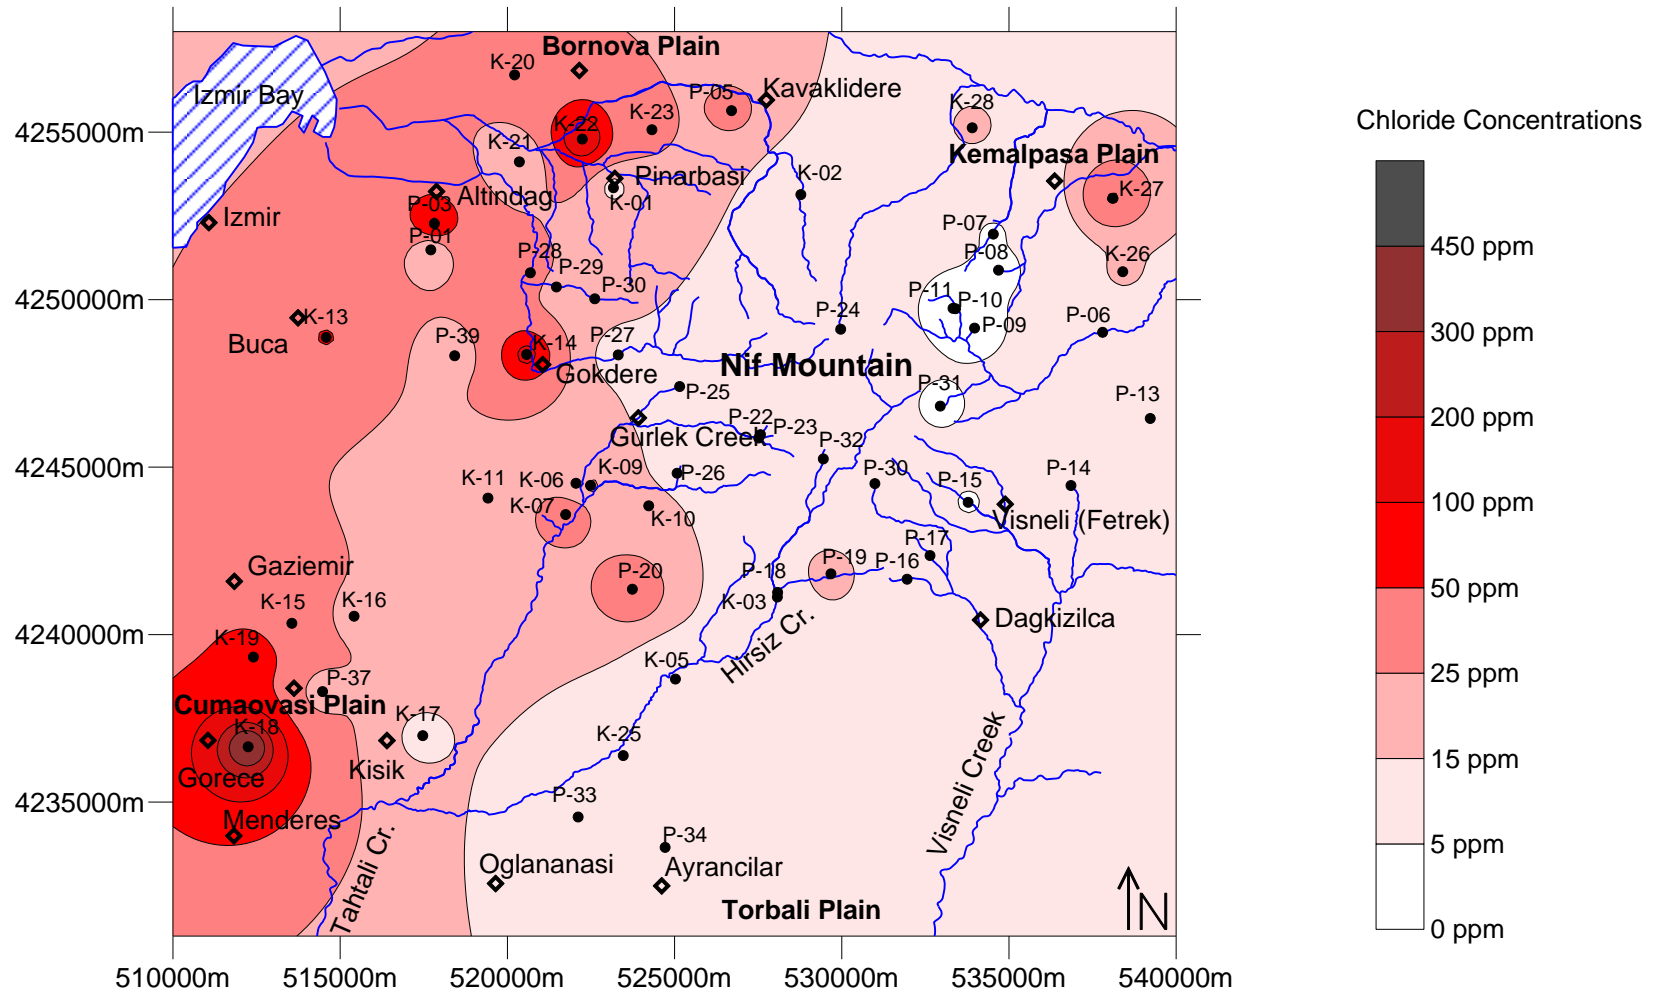 Bornova Plain
K-20
Kavaklidere
P-05
Izmir Bay
K-28
Chloride Concentrations
K-23
K-22
4255000m
K-21
Kemalpasa Plain
Pinarbasi
K-02
K-27
Altindag
P-03
K-01
Izmir
P-07
P-01
450 ppm
P-28
P-08
K-26
P-29
P-30
P-11
P-10
4250000m
P-24
P-06
K-13
P-09
300 ppm
P-39
P-27
Buca
K-14
Nif Mountain
Gokdere
P-31
P-25
P-13
200 ppm
P-22
P-23
Gurlek Creek
P-32
4245000m
K-09
P-26
K-11
K-06
P-30
P-15
P-14
100 ppm
K-07
K-10
Visneli (Fetrek)
P-17
Gaziemir
P-20
P-18
P-19
P-16
50 ppm
K-15
K-16
K-03
Dagkizilca
4240000m
K-19
Hirsiz Cr.
K-05
25 ppm
P-37
Cumaovasi Plain
K-17
K-18
K-25
15 ppm
Kisik
Gorece
Visneli Creek
4235000m
P-33
Menderes
P-34
5 ppm
Tahtali Cr.
Oglananasi
Ayrancilar
Torbali Plain
N
0 ppm
510000m
515000m
520000m
525000m
530000m
535000m
540000m